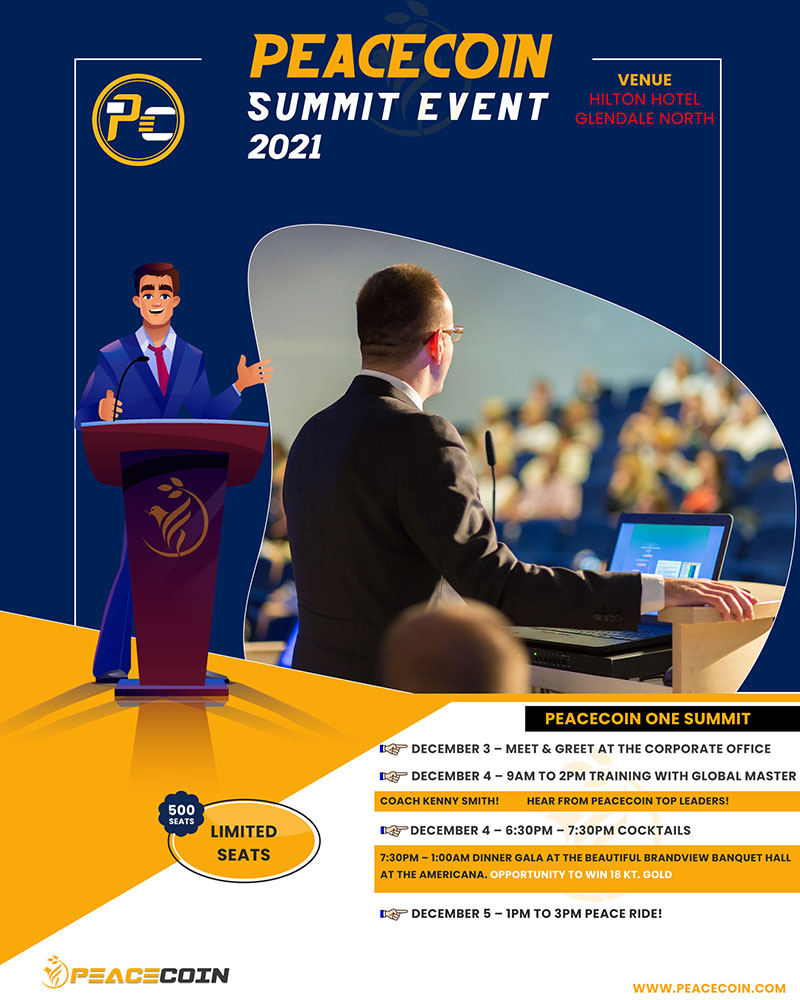 PEACECOIN
SUMMIT EVENT
2021
VENUE
HILTON HOTEL
GLENDALE NORTH
PC
PEACECOIN ONE SUMMIT
DECEMBER 3 – MEET & GREET AT THE CORPORATE OFFICE
DECEMBER 4 – 9AM TO 2PM TRAINING WITH GLOBAL MASTER
COACH KENNY SMITH! HEAR FROM PEACECOIN TOP LEADERS!
DECEMBER 4 – 6:30PM – 7:30PM COCKTAILS
7:30PM – 1:00AM DINNER GALA AT THE BEAUTIFUL BRANDVIEW BANQUET HALL
AT THE AMERICANA. OPPORTUNITY TO WIN 18 KT. GOLD
DECEMBER 5 – 1PM TO 3PM PEACE RIDE!
500
SEATS
LIMITED
SEATS
PEACECOIN
WWW.PEACECOIN.COM